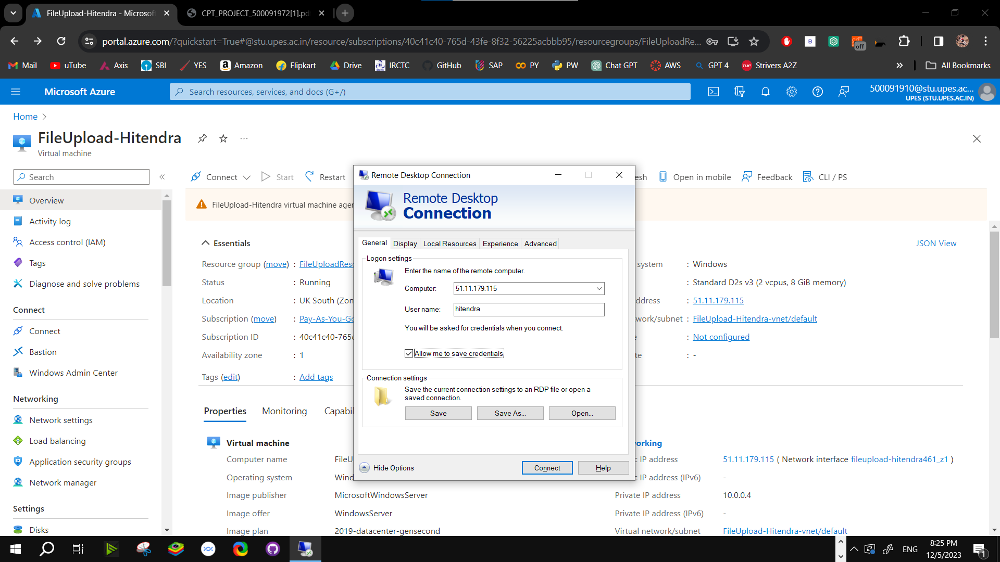 FileUpload-Hitendra - Microsof
CPT_PROJECT_500091972[1].pd
portal.azure.com/?quickstart=True#@stu.upes.ac.in/resource/subscriptions/40c41c40-765d-43fe-8f32-56225acbbb95/resourcegroups/FileUploadRe...
off
Mail
uTube
Axis
SBI
YES
Amazon
Flipkart
Drive
IRCTC
GitHub
SAP
PY
PW
Chat GPT
AWS
GPT 4
Strivers A2Z
All Bookmarks
Microsoft Azure
Search resources, services, and docs (G+/)
500091910@stu.upes.ac...
UPES (STU.UPES.AC.IN)
Home
FileUpload-Hitendra
Virtual machine
Search
Connect
Start
Restart
esh
Open in mobile
Feedback
CLI / PS
FileUpload-Hitendra virtual machine agen
Overview
Activity log
Access control (IAM)
Tags
Diagnose and solve problems
Connect
Connect
Bastion
Windows Admin Center
Networking
Network settings
Load balancing
Application security groups
Network manager
Settings
Disks
Essentials
JSON View
Resource group (move) : FileUploadReso
Status : Running
Location : UK South (Zon
Subscription (move) : Pay-As-You-Go
Subscription ID : 40c41c40-765d
Availability zone : 1
Tags (edit) : Add tags
system : Windows
: Standard D2s v3 (2 vcpus, 8 GiB memory)
ddress : 51.11.179.115
work/subnet : FileUpload-Hitendra-vnet/default
e : Not configured
te : -
Properties
Monitoring
Capabil
Virtual machine
Computer name FileU
Operating system Wind
Image publisher MicrosoftWindowsServer
Image offer WindowsServer
Image plan 2019-datacenter-gensecond
orking
c IP address 51.11.179.115 ( Network interface fileupload-hitendra461_z1 )
c IP address (IPv6) -
Private IP address 10.0.0.4
Private IP address (IPv6) -
Virtual network/subnet FileUpload-Hitendra-vnet/default
Remote Desktop Connection
Remote Desktop
Connection
General
Display
Local Resources
Experience
Advanced
Logon settings
Enter the name of the remote computer.
Computer: 51.11.179.115
User name: hitendra
You will be asked for credentials when you connect.
Allow me to save credentials
Connection settings
Save the current connection settings to an RDP file or open a
saved connection.
Save
Save As...
Open...
Hide Options
Connect
Help
ENG
8:25 PM
12/5/2023
1